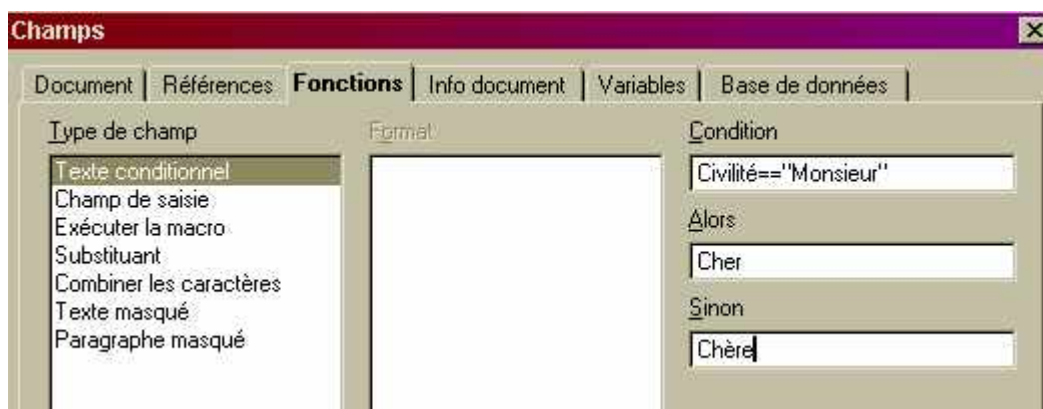 Champs
Document Références Fonctions Info document Variables Base de données
Type de champ
Texte conditionnel
Champ de saisie
Exécuter la macro
Substituant
Combiner les caractères
Texte masqué
Paragraphe masqué
Format
Condition
Civilité=="Monsieur"
Alors
Cher
Sinon
Chère